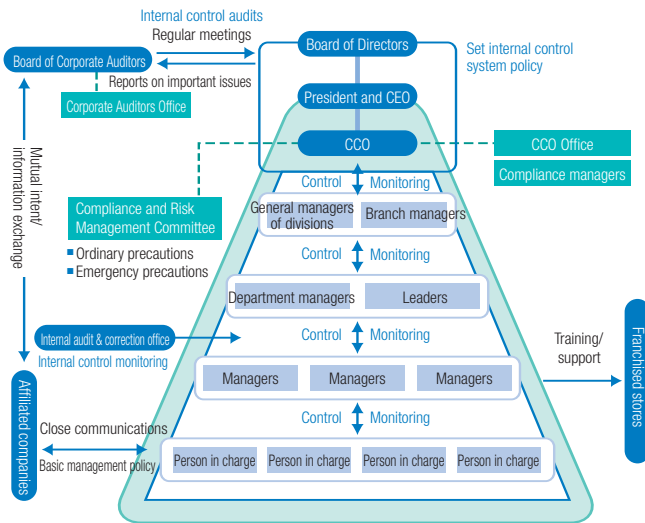 Internal control audits
Regular meetings
Board of Corporate Auditors
Reports on important issues
Corporate Auditors Office
Board of Directors
Set internal control
system policy
President and CEO
CCO
CCO Office
Compliance managers
Mutual intent/
information exchange
Compliance and Risk
Management Committee
Ordinary precautions
Emergency precautions
Control Monitoring
General managers
of divisions
Branch managers
Control Monitoring
Department managers Leaders
Internal audit & correction office
Internal control monitoring
Control Monitoring
Training/
support
Franchised stores
Managers Managers Managers
Affiliated companies
Close communications
Basic management policy
Control Monitoring
Person in charge Person in charge Person in charge Person in charge